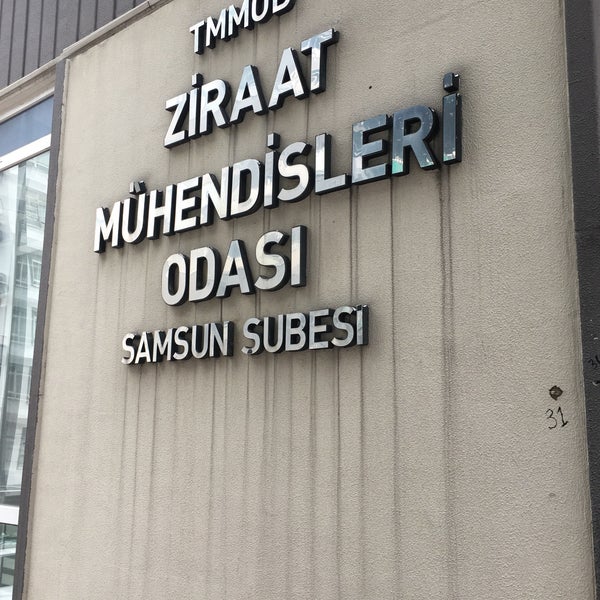 TMMOB
ZİRAAT
MÜHENDİSLERİ
ODASI
SAMSUN ŞUBESİ
31